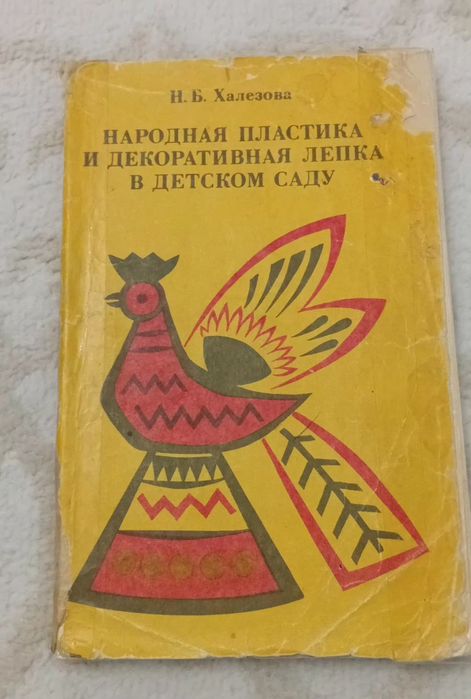 Н. Б. Халезова
НАРОДНАЯ ПЛАСТИКА
И ДЕКОРАТИВНАЯ ЛЕПКА
В ДЕТСКОМ САДУ